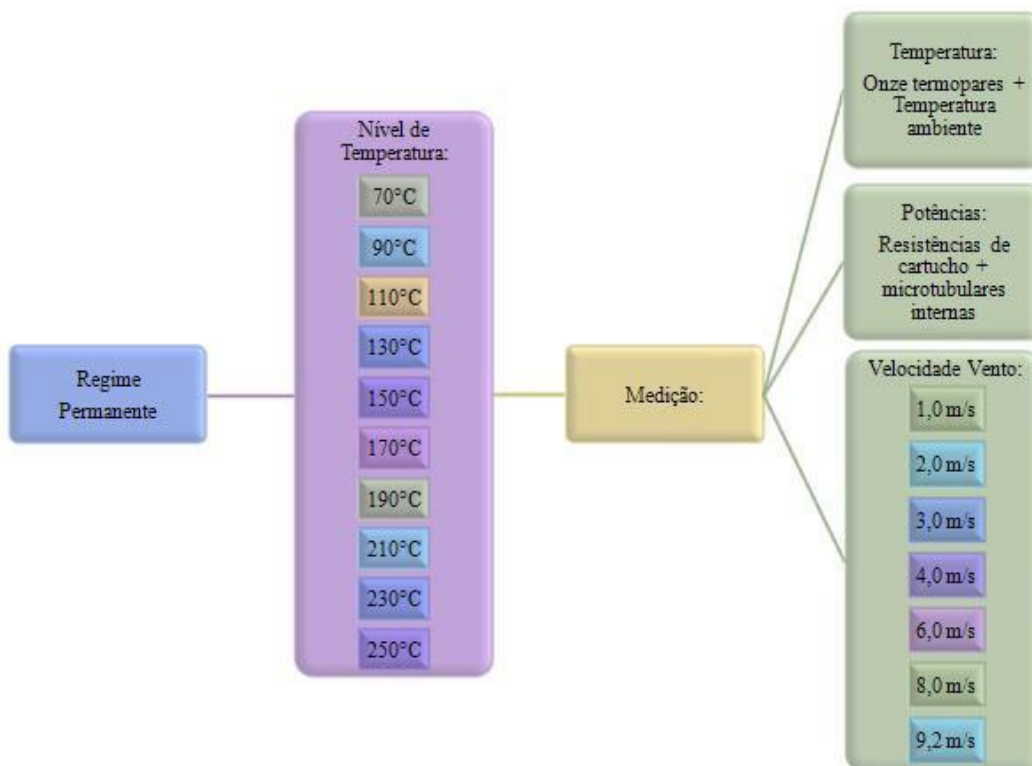 Regime
Permanente
Nível de
Temperatura:
70°C
90°C
110°C
130°C
150°C
170°C
190°C
210°C
230°C
250°C
Medição:
Temperatura:
Onze termopares +
Temperatura
ambiente
Potências:
Resistências de
cartucho +
microtubulares
internas
Velocidade Vento:
1,0 m/s
2,0 m/s
3,0 m/s
4,0 m/s
6,0 m/s
8,0 m/s
9,2 m/s